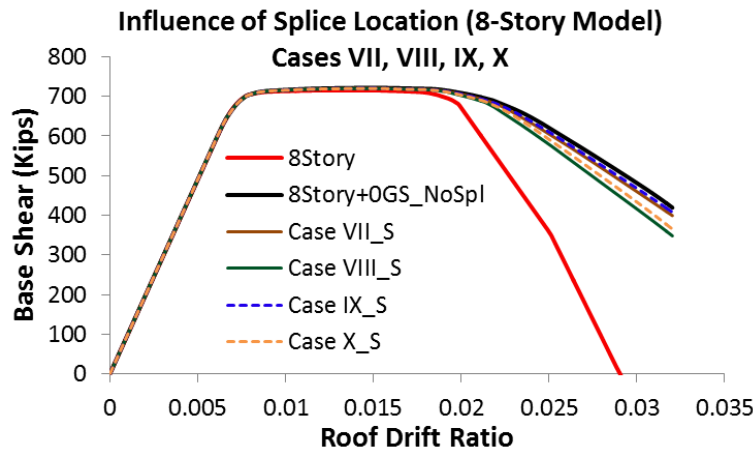 Influence of Splice Location (8-Story Model)
Cases VII, VIII, IX, X
Base Shear (Kips)
800
700
600
500
400
300
200
100
0
8Story
8Story+0GS_NoSpl
Case VII_S
Case VIII_S
Case IX_S
Case X_S
0 0.005 0.01 0.015 0.02 0.025 0.03 0.035
Roof Drift Ratio